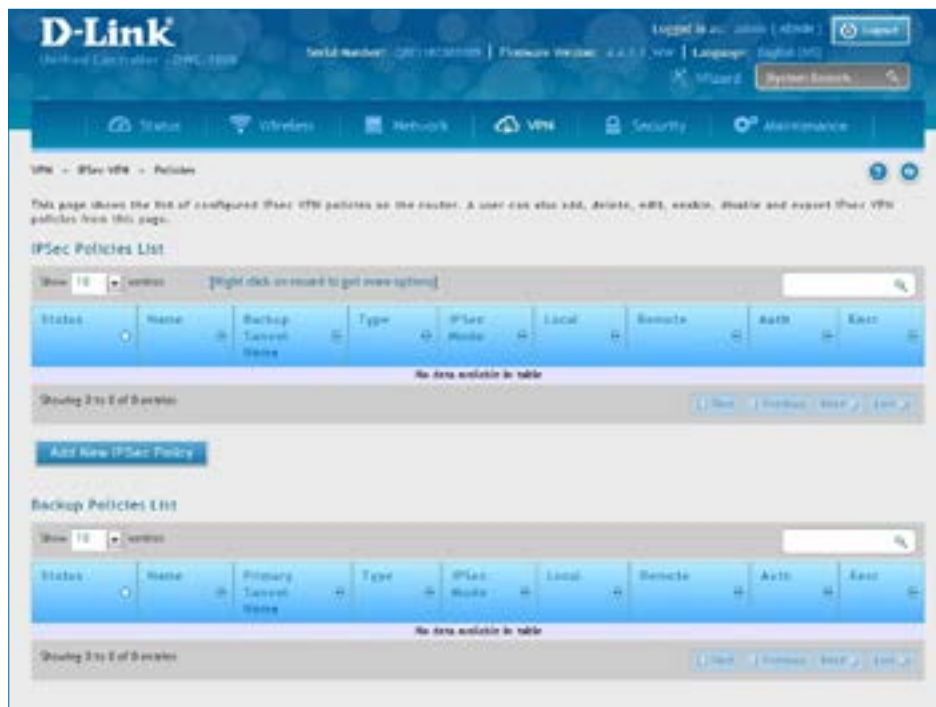 D-Link
Logged in as: admin ( ADMIN ) Logout
Serial Number: | Firmware Version: | Language: English [US]
Wizard System Search...
Status Wireless Network VPN Security Maintenance
VPN » IPSec VPN » Policies
This page shows the list of configured IPsec VPN policies on the router. A user can also add, delete, edit, enable, disable and export IPsec VPN
policies from this page.
IPSec Policies List
Show 10 entries [Right click on record to get more options]
Status Name Backup Tunnel Name Type IPSec Mode Local Remote Auth Encr
No data available in table
Showing 0 to 0 of 0 entries First Previous Next Last
Add New IPSec Policy
Backup Policies List
Show 10 entries
Status Name Primary Tunnel Name Type IPSec Mode Local Remote Auth Encr
No data available in table
Showing 0 to 0 of 0 entries First Previous Next Last